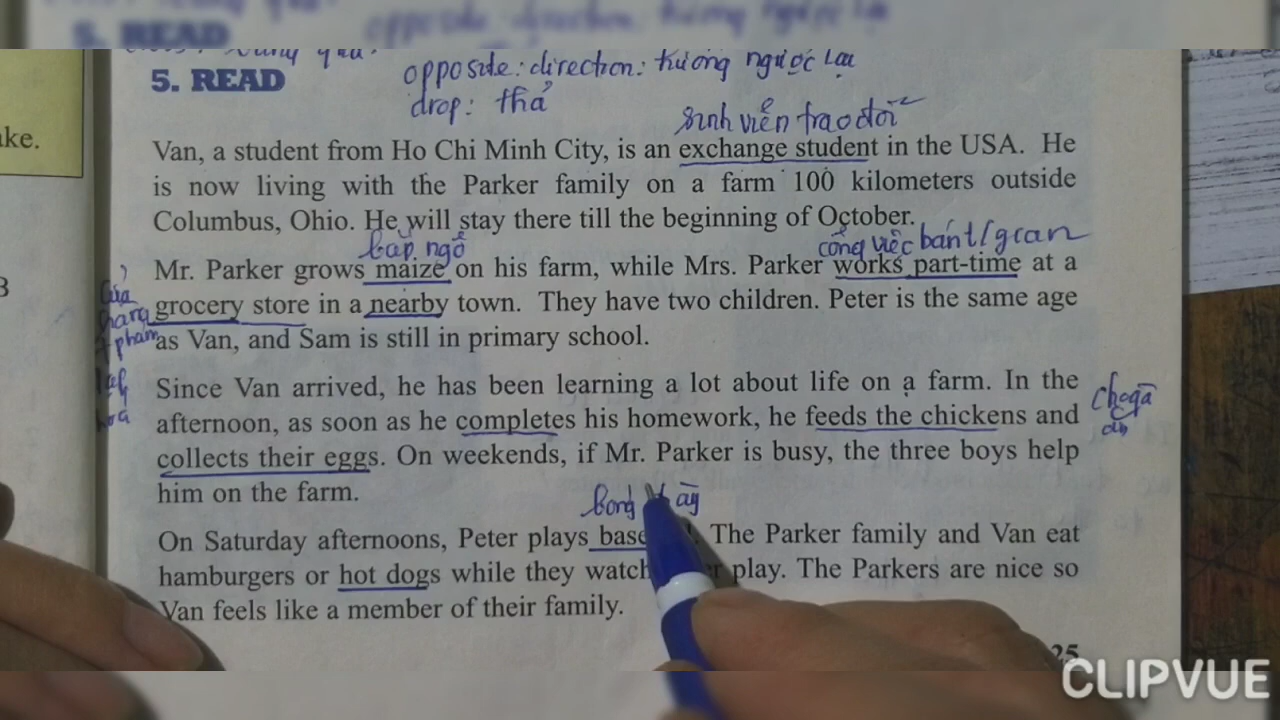 5. READ
5. READ
opposite: direction: hướng ngược lại
drop: thả
sinh viên trao đổi
ke.
Van, a student from Ho Chi Minh City, is an exchange student in the USA. He
is now living with the Parker family on a farm 100 kilometers outside
Columbus, Ohio. He will stay there till the beginning of October.
bắp, ngô
công việc bán t/gian
Mr. Parker grows maize on his farm, while Mrs. Parker works part-time at a
grocery store in a nearby town. They have two children. Peter is the same age
as Van, and Sam is still in primary school.
Since Van arrived, he has been learning a lot about life on a farm. In the
afternoon, as soon as he completes his homework, he feeds the chickens and
cho gà
ăn
collects their eggs. On weekends, if Mr. Parker is busy, the three boys help
him on the farm.
bóng
On Saturday afternoons, Peter plays base The Parker family and Van eat
hamburgers or hot dogs while they watch play. The Parkers are nice so
Van feels like a member of their family.
25
CLIPVUE